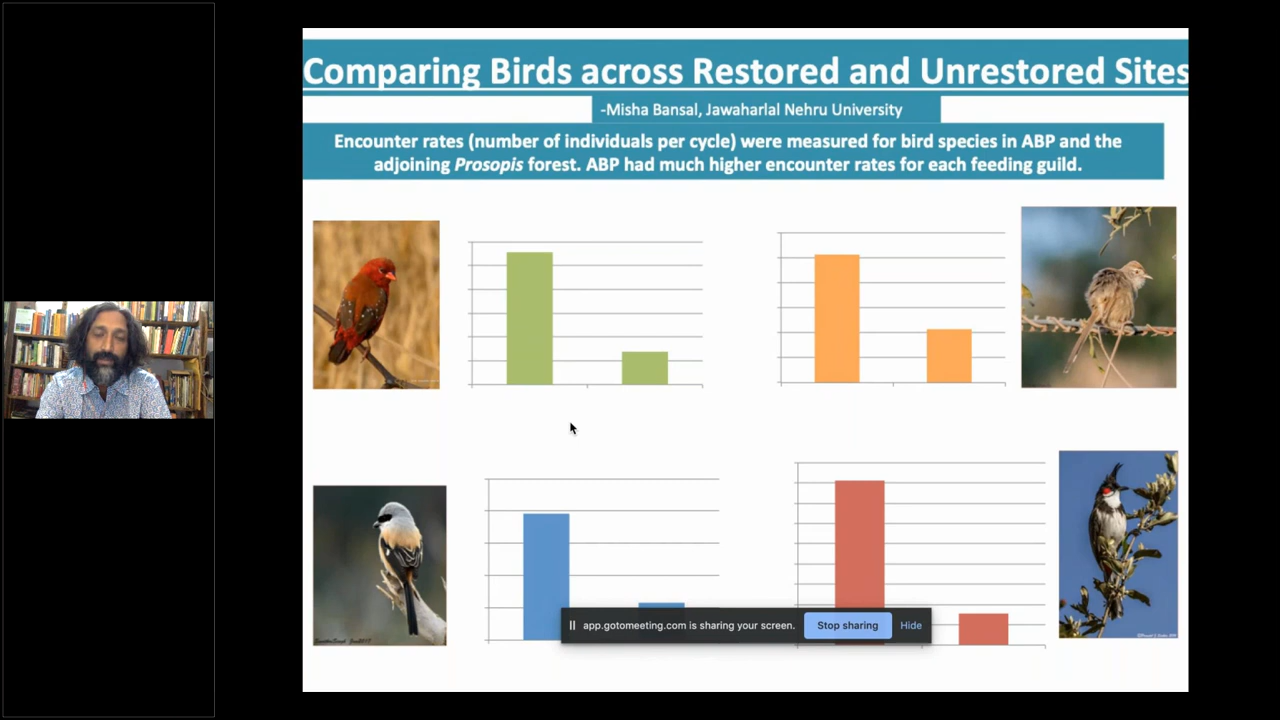 Comparing Birds across Restored and Unrestored Sites
-Misha Bansal, Jawaharlal Nehru University
Encounter rates (number of individuals per cycle) were measured for bird species in ABP and the
adjoining Prosopis forest. ABP had much higher encounter rates for each feeding guild.
app.gotomeeting.com is sharing your screen.
Stop sharing
Hide